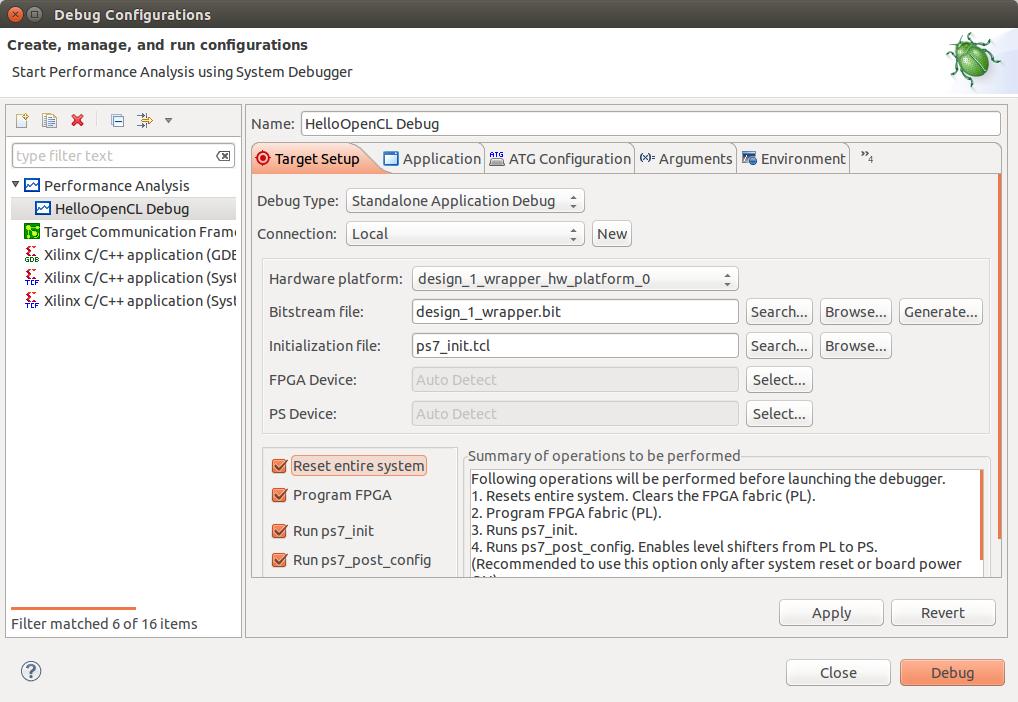 Debug Configurations
Create, manage, and run configurations
Start Performance Analysis using System Debugger
type filter text
Performance Analysis
HelloOpenCL Debug
Target Communication Frame
Xilinx C/C++ application (GDB
Xilinx C/C++ application (Syst
Xilinx C/C++ application (Syst
Filter matched 6 of 16 items
Name: HelloOpenCL Debug
Target Setup Application ATG Configuration (x)= Arguments Environment »4
Debug Type: Standalone Application Debug
Connection: Local New
Hardware platform: design_1_wrapper_hw_platform_0
Bitstream file: design_1_wrapper.bit Search... Browse... Generate...
Initialization file: ps7_init.tcl Search... Browse...
FPGA Device: Auto Detect Select...
PS Device: Auto Detect Select...
Reset entire system
Program FPGA
Run ps7_init
Run ps7_post_config
Summary of operations to be performed
Following operations will be performed before launching the debugger.
1. Resets entire system. Clears the FPGA fabric (PL).
2. Program FPGA fabric (PL).
3. Runs ps7_init.
4. Runs ps7_post_config. Enables level shifters from PL to PS.
(Recommended to use this option only after system reset or board power
Apply Revert
Close Debug